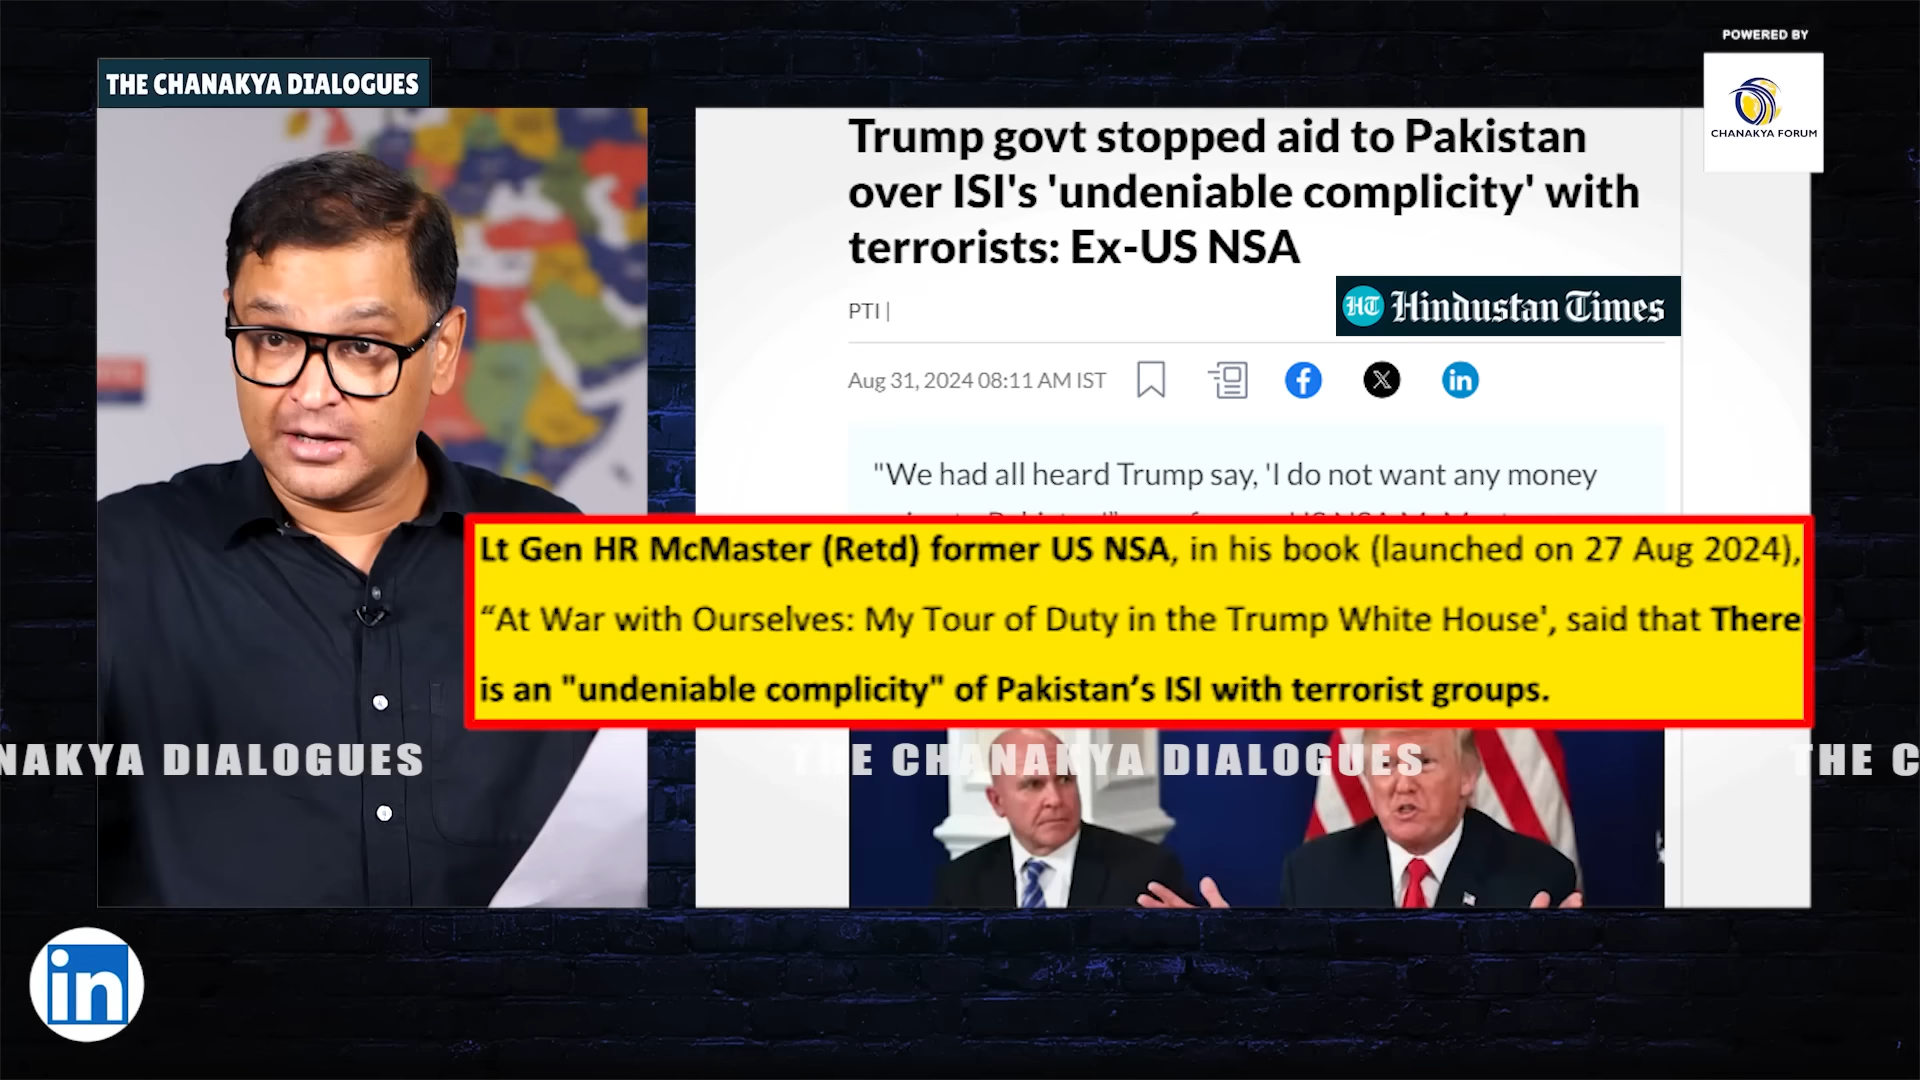 POWERED BY
THE CHANAKYA DIALOGUES
CHANAKYA FORUM
Trump govt stopped aid to Pakistan
over ISI's 'undeniable complicity' with
terrorists: Ex-US NSA
PTI |
HT Hindustan Times
Aug 31, 2024 08:11 AM IST
"We had all heard Trump say, 'I do not want any money
Lt Gen HR McMaster (Retd) former US NSA, in his book (launched on 27 Aug 2024),
“At War with Ourselves: My Tour of Duty in the Trump White House', said that There
is an "undeniable complicity" of Pakistan’s ISI with terrorist groups.
NAKYA DIALOGUES
THE CHANAKYA DIALOGUES
THE C
in